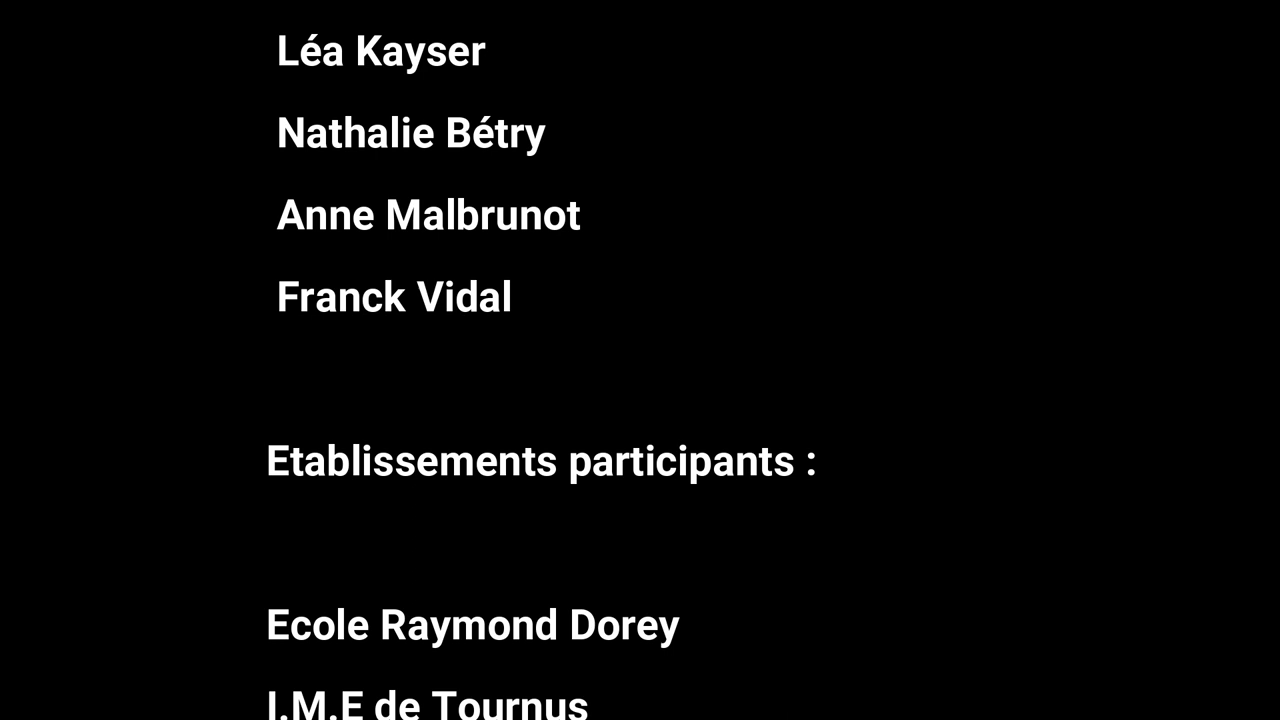 Léa Kayser
Nathalie Bétry
Anne Malbrunot
Franck Vidal
Etablissements participants :
Ecole Raymond Dorey
I.M.E de Tournus